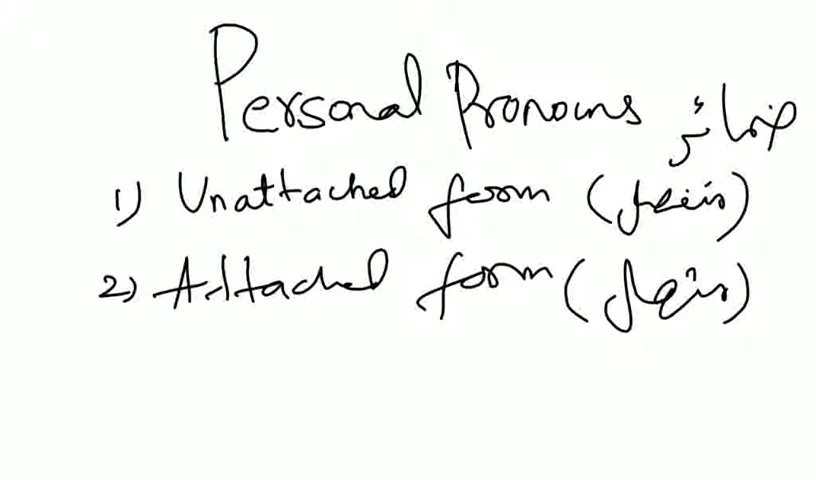 Personal Pronouns ضمائر
1) Unattached form (منفصل)
2) Attached form (متصل)